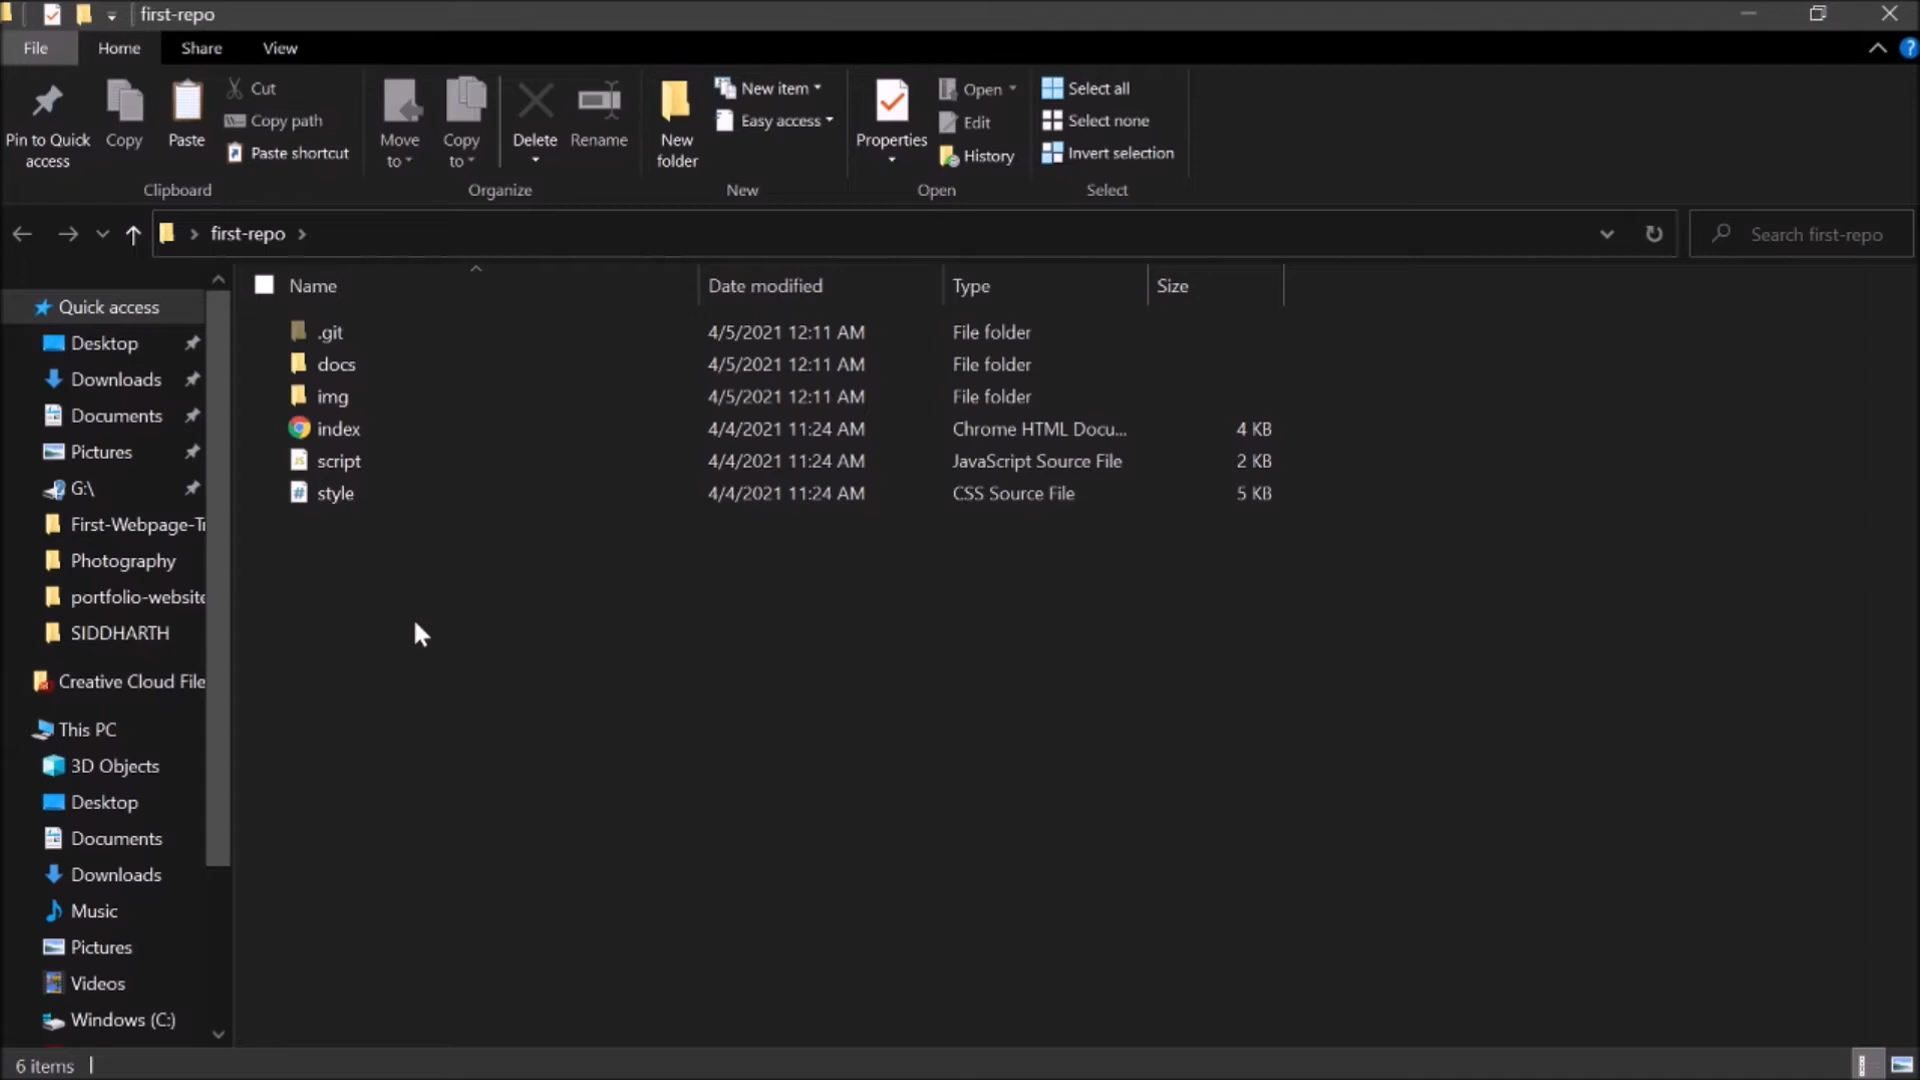 first-repo
File Home Share View
Pin to Quick access
Copy
Paste
Cut
Copy path
Paste shortcut
Clipboard
Move to
Copy to
Delete
Rename
Organize
New folder
New item
Easy access
New
Properties
Open
Edit
History
Open
Select all
Select none
Invert selection
Select
first-repo
Search first-repo
Name Date modified Type Size
.git 4/5/2021 12:11 AM File folder
docs 4/5/2021 12:11 AM File folder
img 4/5/2021 12:11 AM File folder
index 4/4/2021 11:24 AM Chrome HTML Docu... 4 KB
script 4/4/2021 11:24 AM JavaScript Source File 2 KB
style 4/4/2021 11:24 AM CSS Source File 5 KB
Quick access
Desktop
Downloads
Documents
Pictures
G:\
First-Webpage-Tr
Photography
portfolio-website
SIDDHARTH
Creative Cloud File
This PC
3D Objects
Desktop
Documents
Downloads
Music
Pictures
Videos
Windows (C:)
6 items